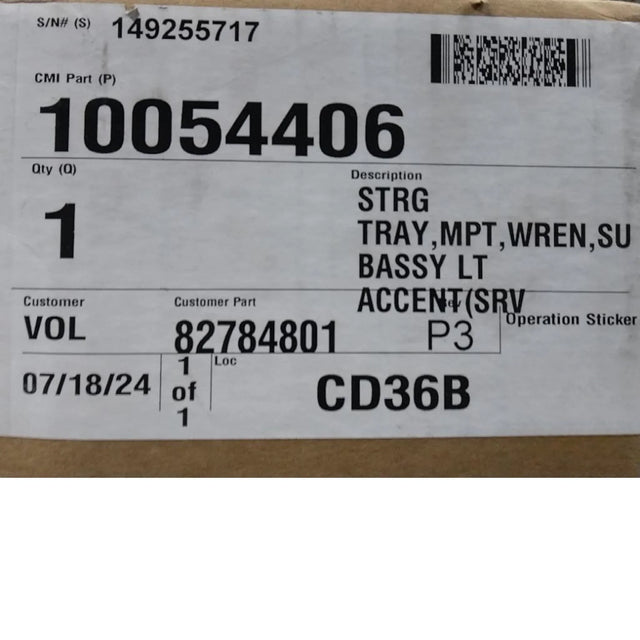 S/N# (S) 149255717
CMI Part (P)
10054406
Qty (Q)
1
Description
STRG
TRAY,MPT,WREN,SU
BASSY LT
ACCENT(SRV
Customer
VOL
Customer Part
82784801
Rev
P3
Operation Sticker
07/18/24
1
of
1
Loc
CD36B